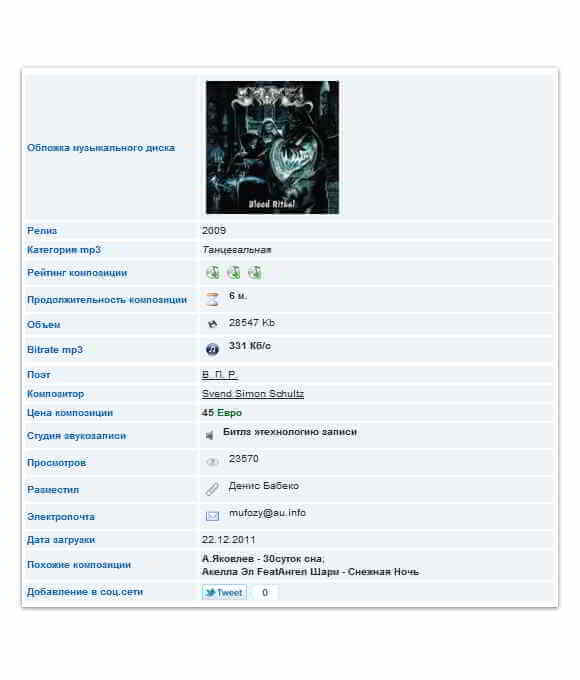 Обложка музыкального диска
Blood Ritual
Релиз 2009
Категория mp3 Танцевальная
Рейтинг композиции
Продолжительность композиции 6 м.
Объем 28547 Kb
Bitrate mp3 331 Кб/с
Поэт В. П. Р.
Композитор Svend Simon Schultz
Цена композиции 45 Евро
Студия звукозаписи Битлз этехнологию записи
Просмотров 23570
Разместил Денис Бабеко
Электропочта mufozy@au.info
Дата загрузки 22.12.2011
Похожие композиции А.Яковлев - 30суток сна;
Акелла Эл FeatАнгел Шарм - Снежная Ночь
Добавление в соц.сети Tweet 0